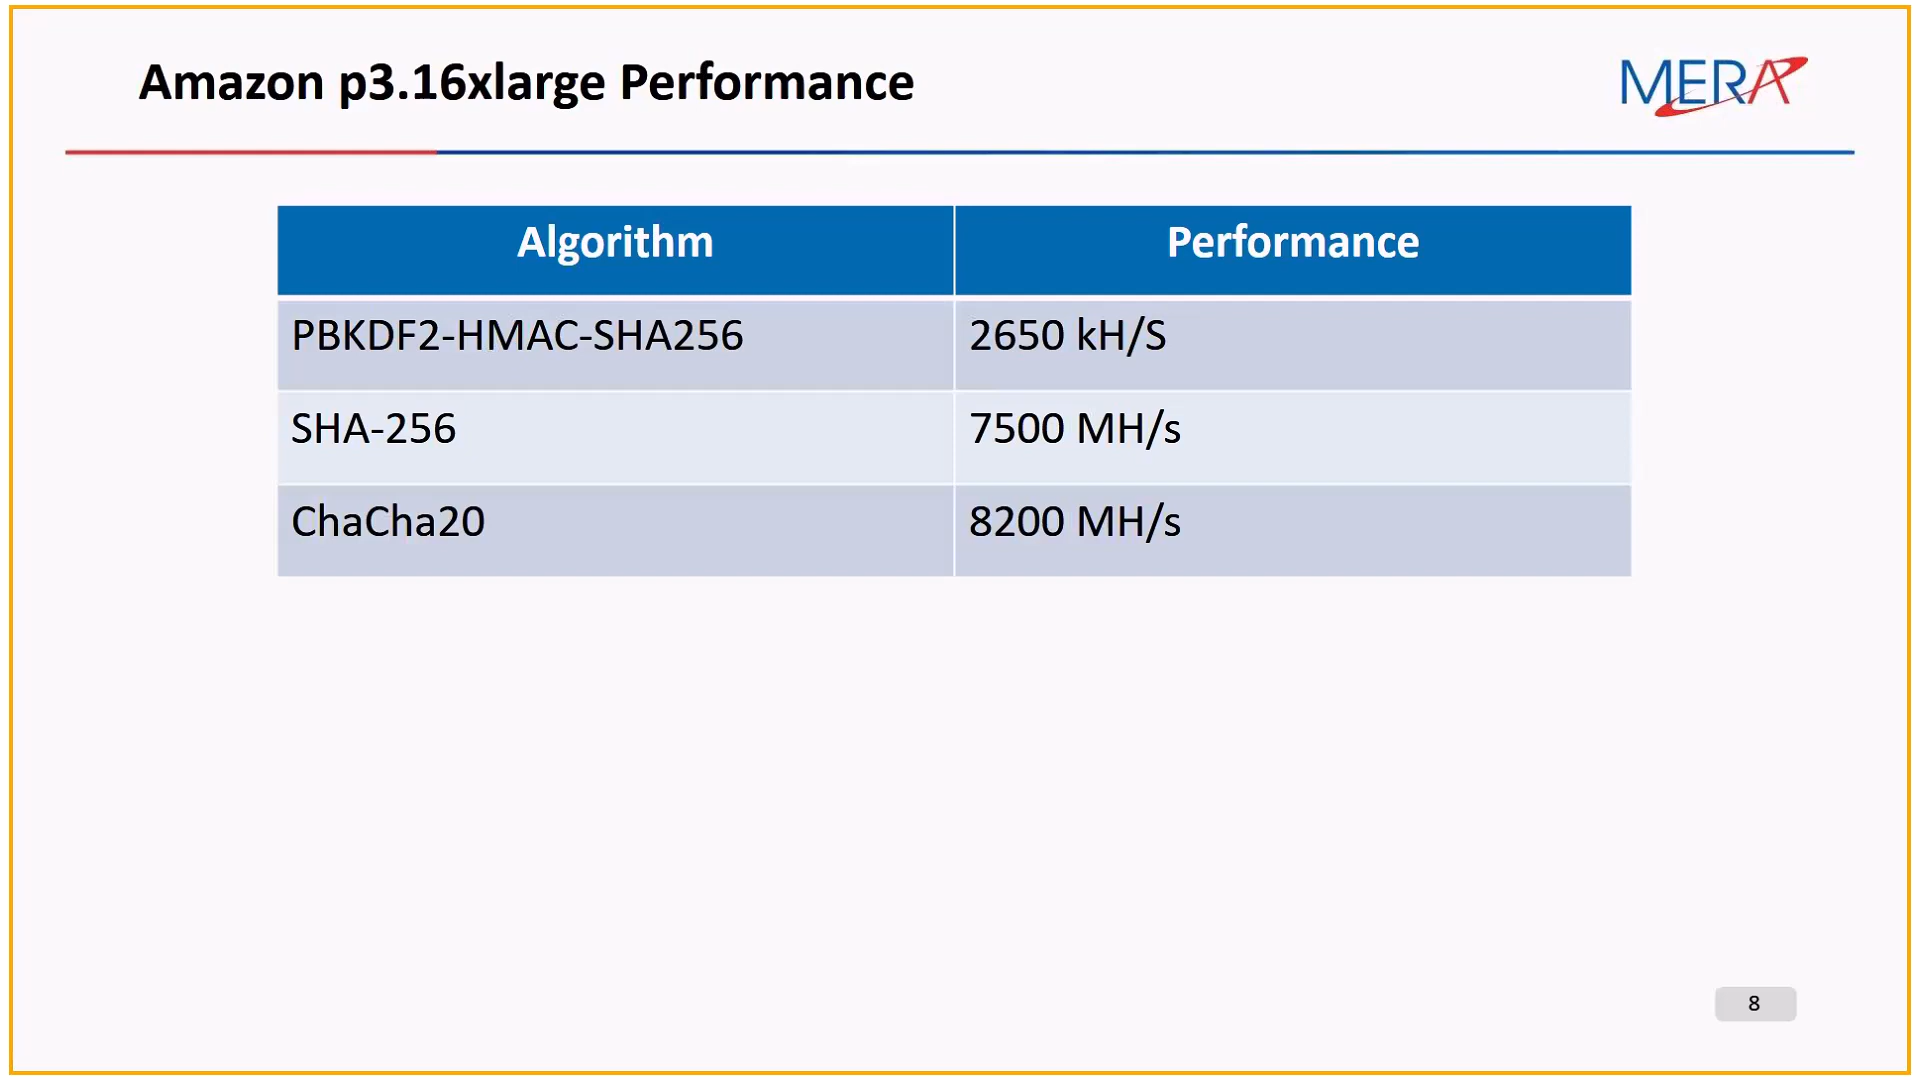 Amazon p3.16xlarge Performance
MERA
Algorithm Performance
PBKDF2-HMAC-SHA256 2650 kH/S
SHA-256 7500 MH/s
ChaCha20 8200 MH/s
8